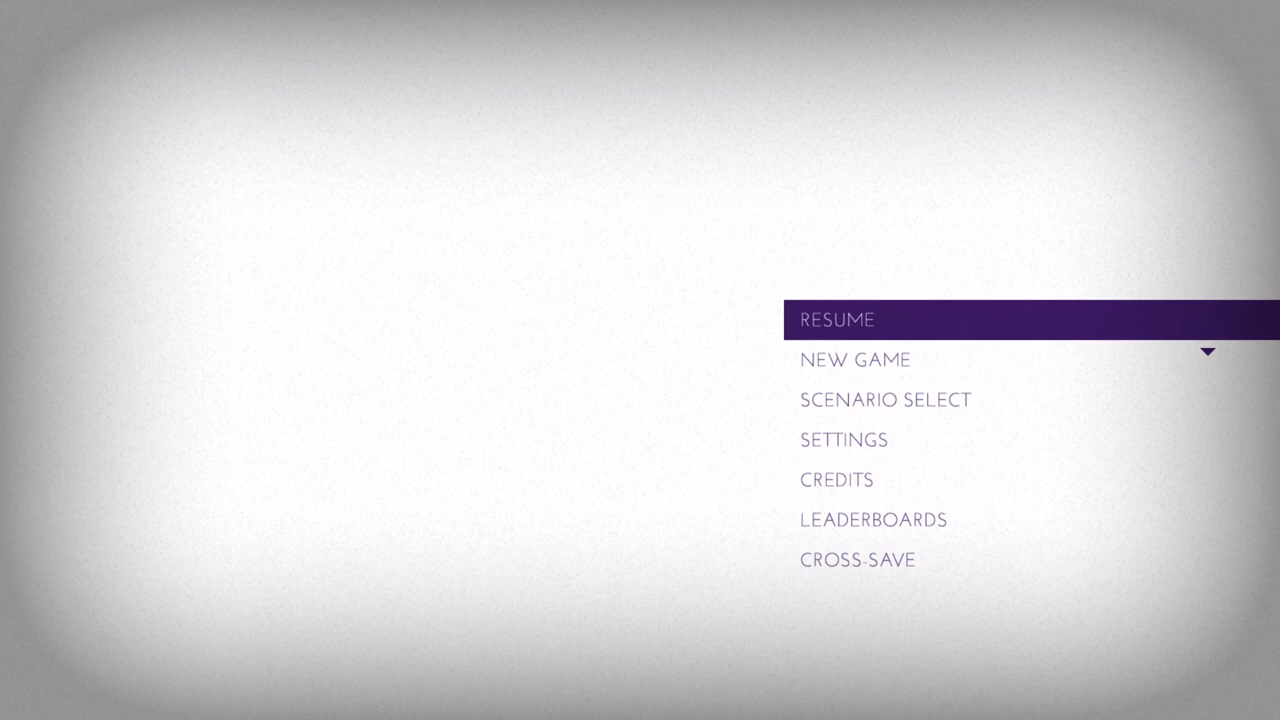 RESUME
NEW GAME
SCENARIO SELECT
SETTINGS
CREDITS
LEADERBOARDS
CROSS-SAVE